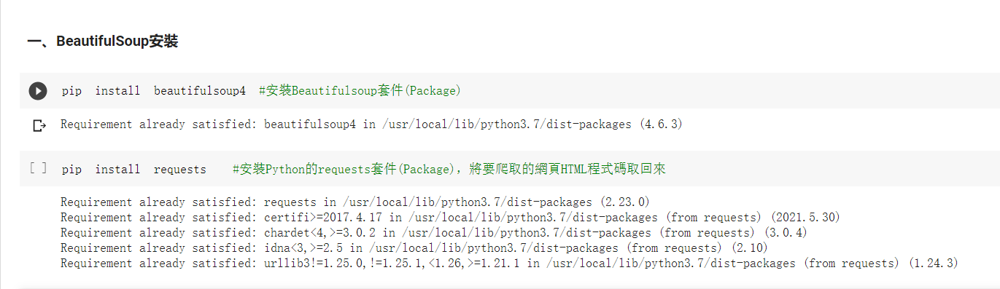 一、BeautifulSoup安裝
pip install beautifulsoup4 #安裝Beautifulsoup套件(Package)
Requirement already satisfied: beautifulsoup4 in /usr/local/lib/python3.7/dist-packages (4.6.3)
[ ] pip install requests #安裝Python的requests套件(Package)，將要爬取的網頁HTML程式碼取回來
Requirement already satisfied: requests in /usr/local/lib/python3.7/dist-packages (2.23.0)
Requirement already satisfied: certifi>=2017.4.17 in /usr/local/lib/python3.7/dist-packages (from requests) (2021.5.30)
Requirement already satisfied: chardet<4,>=3.0.2 in /usr/local/lib/python3.7/dist-packages (from requests) (3.0.4)
Requirement already satisfied: idna<3,>=2.5 in /usr/local/lib/python3.7/dist-packages (from requests) (2.10)
Requirement already satisfied: urllib3!=1.25.0,!=1.25.1,<1.26,>=1.21.1 in /usr/local/lib/python3.7/dist-packages (from requests) (1.24.3)